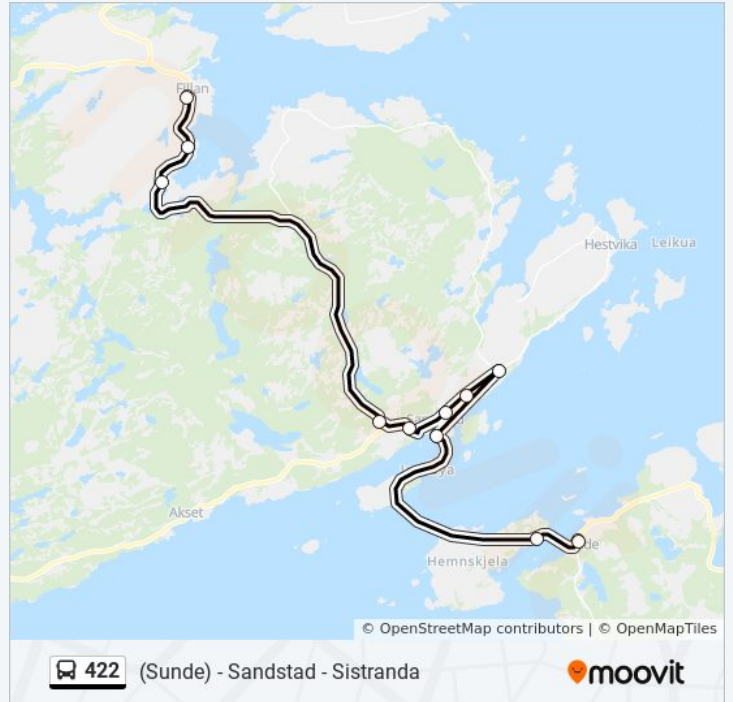 Fillan
Hestvika
Leikua
Akset
Hemnskjela
© OpenStreetMap contributors | © OpenMapTiles
422
(Sunde) - Sandstad - Sistranda
moovit